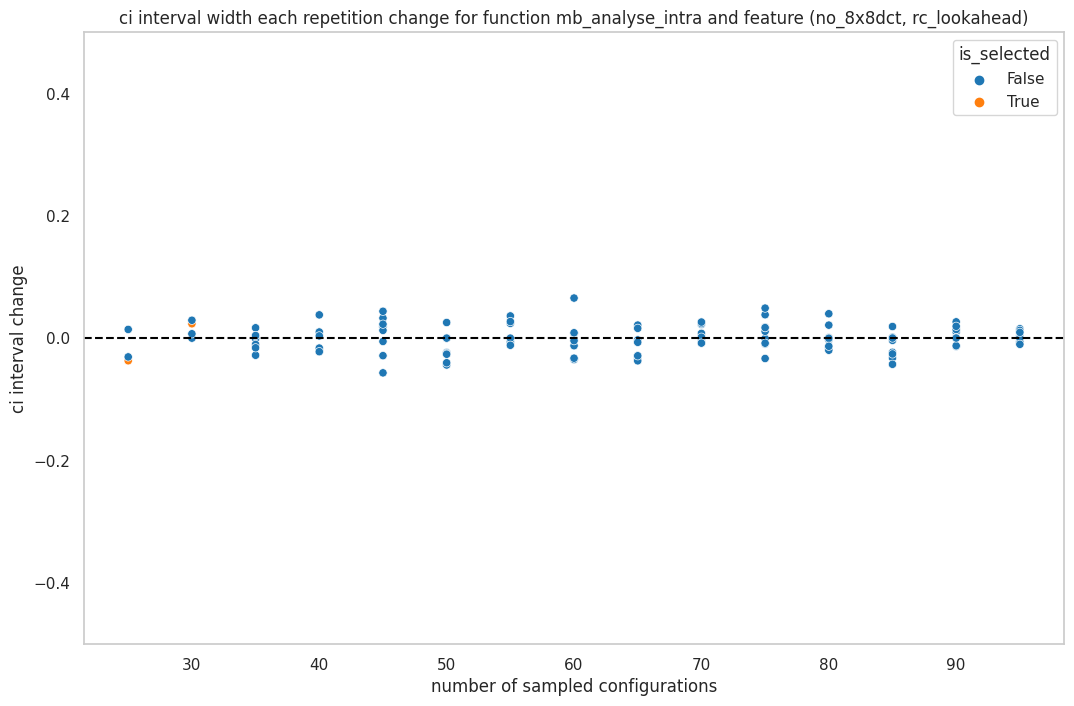 ci interval width each repetition change for function mb_analyse_intra and feature (no_8x8dct, rc_lookahead)
is_selected
False
True
ci interval change
0.4
0.2
0.0
−0.2
−0.4
30 40 50 60 70 80 90
number of sampled configurations